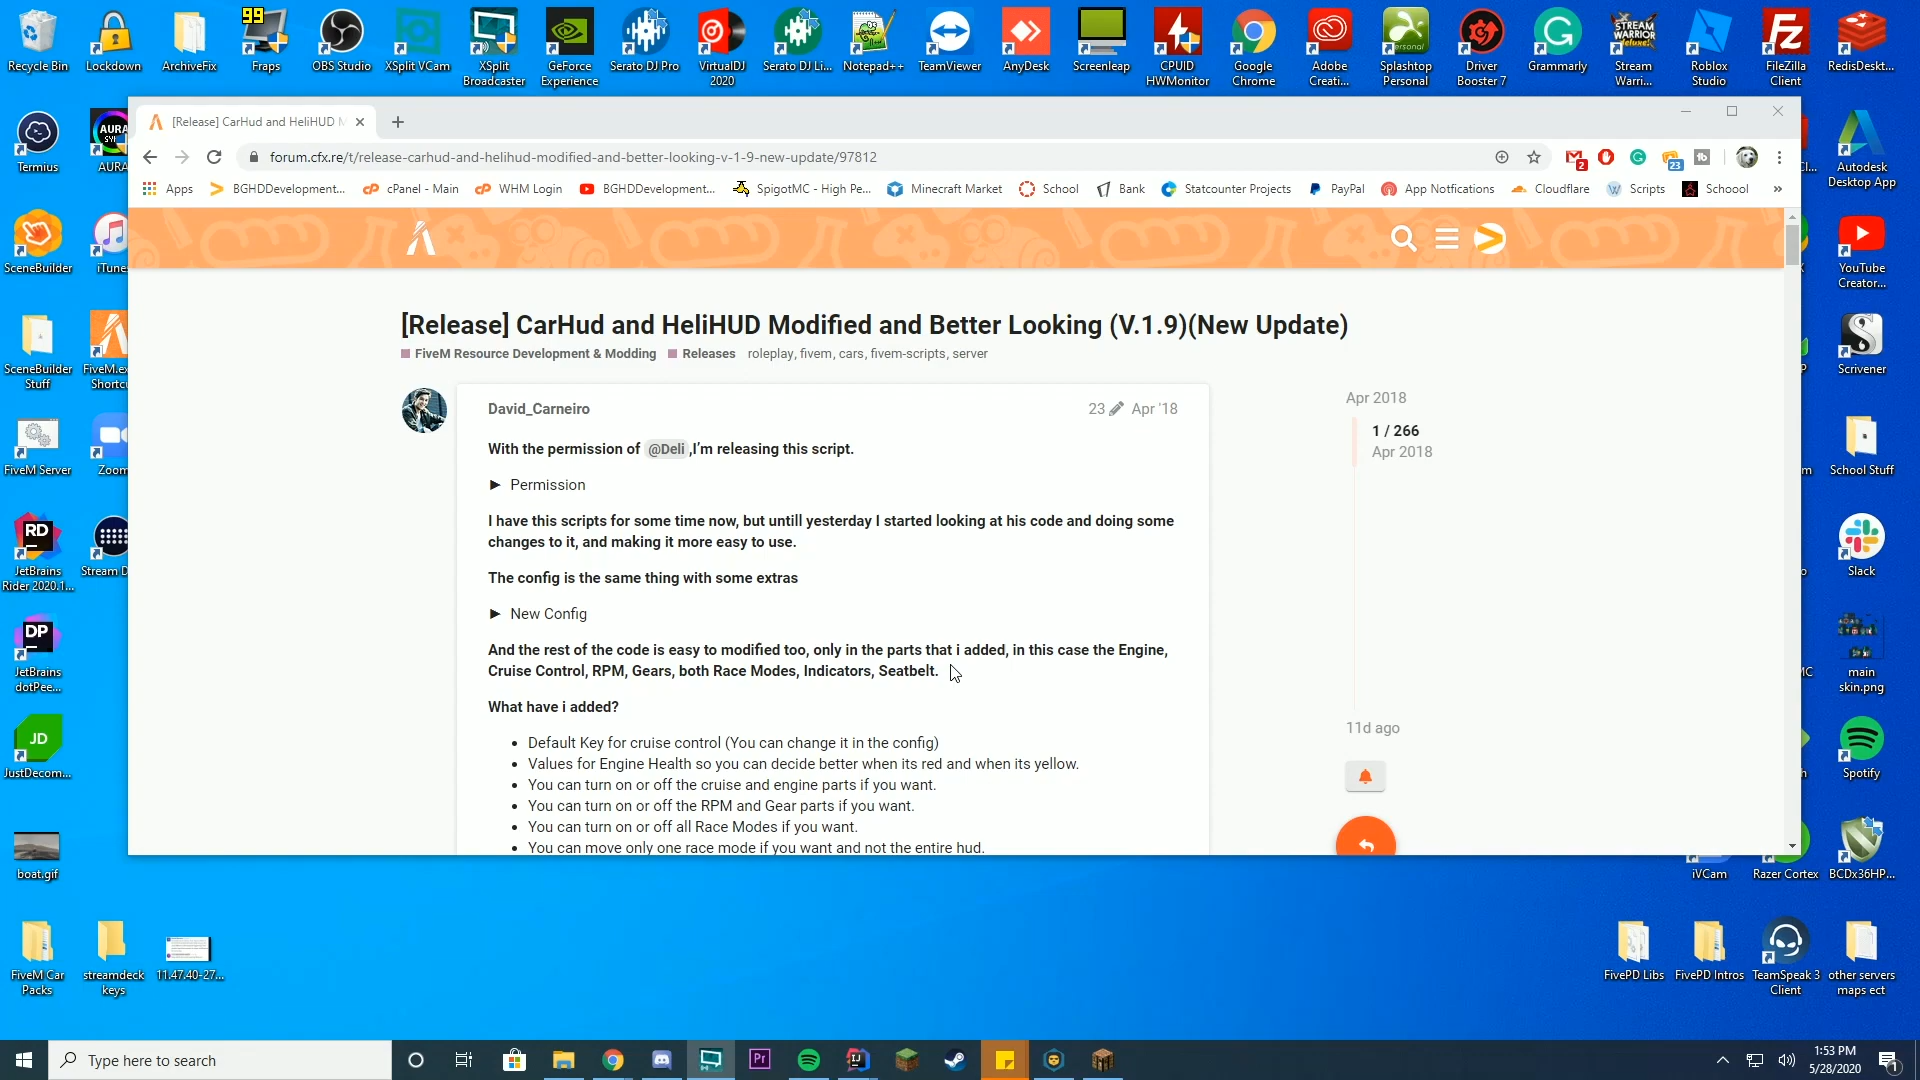 Recycle Bin
Lockdown
ArchiveFix
99
Fraps
OBS Studio
XSplit VCam
XSplit
Broadcaster
GeForce
Experience
Serato DJ Pro
VirtualDJ
2020
Serato DJ Li...
Notepad++
TeamViewer
AnyDesk
Screenleap
CPUID
HWMonitor
Google
Chrome
Adobe
Creati...
Splashtop
Personal
Driver
Booster 7
Grammarly
Stream
Warri...
Roblox
Studio
FileZilla
Client
RedisDeskt...
[Release] CarHud and HeliHUD M
forum.cfx.re/t/release-carhud-and-helihud-modified-and-better-looking-v-1-9-new-update/97812
2
23
Apps
BGHDDevelopment...
cPanel - Main
WHM Login
BGHDDevelopment...
SpigotMC - High Pe...
Minecraft Market
School
Bank
Statcounter Projects
PayPal
App Notfications
Cloudflare
Scripts
Schoool
»
[Release] CarHud and HeliHUD Modified and Better Looking (V.1.9)(New Update)
FiveM Resource Development & Modding Releases roleplay, fivem, cars, fivem-scripts, server
David_Carneiro
23 Apr '18
With the permission of @Deli ,I'm releasing this script.
► Permission
I have this scripts for some time now, but untill yesterday I started looking at his code and doing some
changes to it, and making it more easy to use.
The config is the same thing with some extras
► New Config
And the rest of the code is easy to modified too, only in the parts that i added, in this case the Engine,
Cruise Control, RPM, Gears, both Race Modes, Indicators, Seatbelt.
What have i added?
• Default Key for cruise control (You can change it in the config)
• Values for Engine Health so you can decide better when its red and when its yellow.
• You can turn on or off the cruise and engine parts if you want.
• You can turn on or off the RPM and Gear parts if you want.
• You can turn on or off all Race Modes if you want.
• You can move only one race mode if you want and not the entire hud.
Apr 2018
1 / 266
Apr 2018
11d ago
Termius
AURA
SceneBuilder
iTune
SceneBuilder
Stuff
FiveM.ex
Shortcu
FiveM Server
Zoom
JetBrains
Rider 2020.1...
Stream D
JetBrains
dotPee...
JustDecom...
boat.gif
FiveM Car
Packs
streamdeck
keys
11.47.40-27...
Autodesk
Desktop App
YouTube
Creator...
Scrivener
School Stuff
Slack
main
skin.png
Spotify
iVCam
Razer Cortex
BCDx36HP...
FivePD Libs
FivePD Intros
TeamSpeak 3
Client
other servers
maps ect
Type here to search
1:53 PM
5/28/2020
1